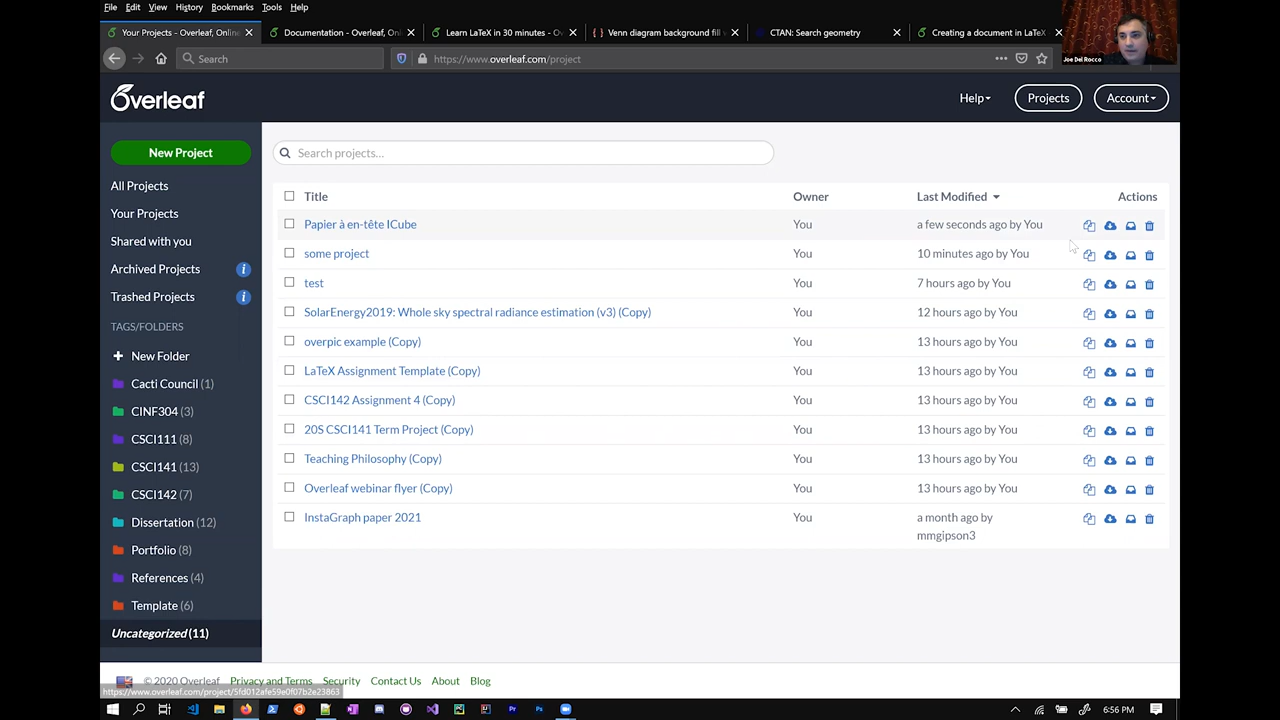 File Edit View History Bookmarks Tools Help
Your Projects - Overleaf, Online
Documentation - Overleaf, Onl
Learn LaTeX in 30 minutes - Ov
Venn diagram background fill
CTAN: Search geometry
Creating a document in LaTeX
Joe Del Rocco
Search
https://www.overleaf.com/project
Overleaf
Help
Projects
Account
New Project
Search projects...
All Projects
Your Projects
Shared with you
Archived Projects
Trashed Projects
TAGS/FOLDERS
New Folder
Cacti Council (1)
CINF304 (3)
CSCI111 (8)
CSCI141 (13)
CSCI142 (7)
Dissertation (12)
Portfolio (8)
References (4)
Template (6)
Uncategorized (11)
Title Owner Last Modified Actions
Papier à en-tête ICube You a few seconds ago by You
some project You 10 minutes ago by You
test You 7 hours ago by You
SolarEnergy2019: Whole sky spectral radiance estimation (v3) (Copy) You 12 hours ago by You
overpic example (Copy) You 13 hours ago by You
LaTeX Assignment Template (Copy) You 13 hours ago by You
CSCI142 Assignment 4 (Copy) You 13 hours ago by You
20S CSCI141 Term Project (Copy) You 13 hours ago by You
Teaching Philosophy (Copy) You 13 hours ago by You
Overleaf webinar flyer (Copy) You 13 hours ago by You
InstaGraph paper 2021 You a month ago by
mmgipson3
© 2020 Overleaf Privacy and Terms Security Contact Us About Blog
https://www.overleaf.com/project/5fd012afe59e0f07b2e23863
6:56 PM